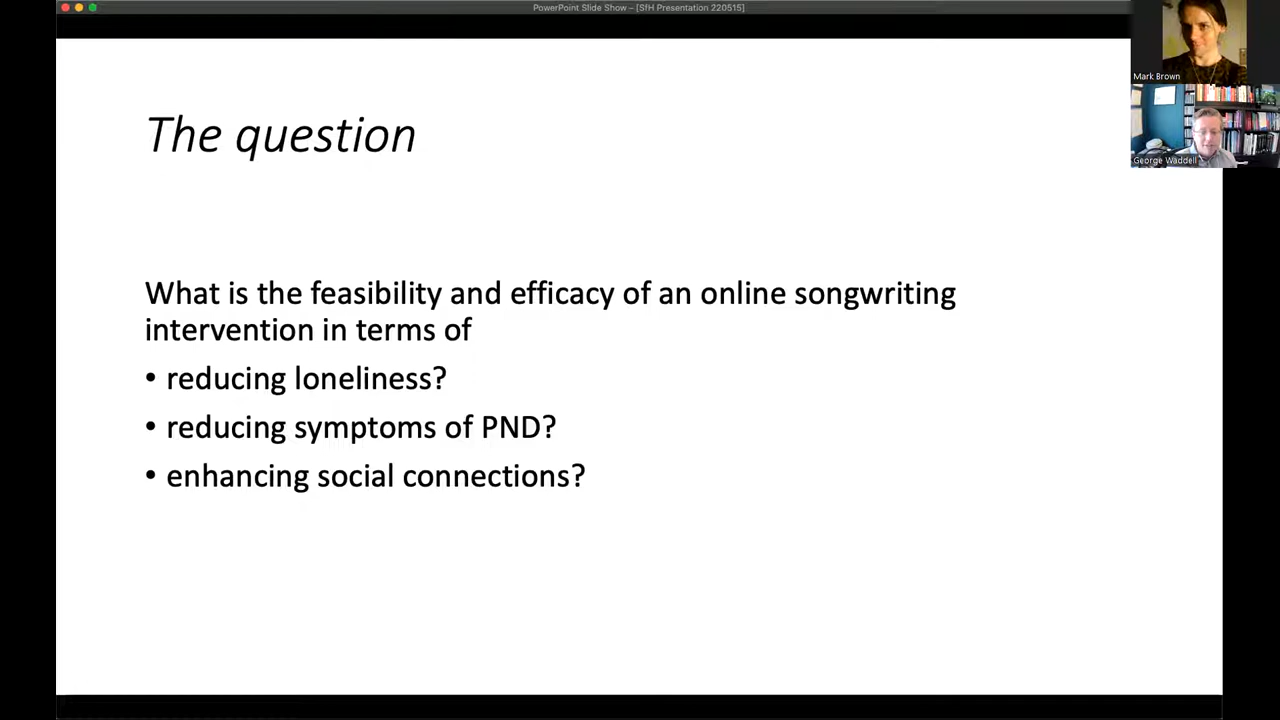 PowerPoint Slide Show – [SfH Presentation 220515]
Mark Brown
George Waddell
The question
What is the feasibility and efficacy of an online songwriting
intervention in terms of
• reducing loneliness?
• reducing symptoms of PND?
• enhancing social connections?